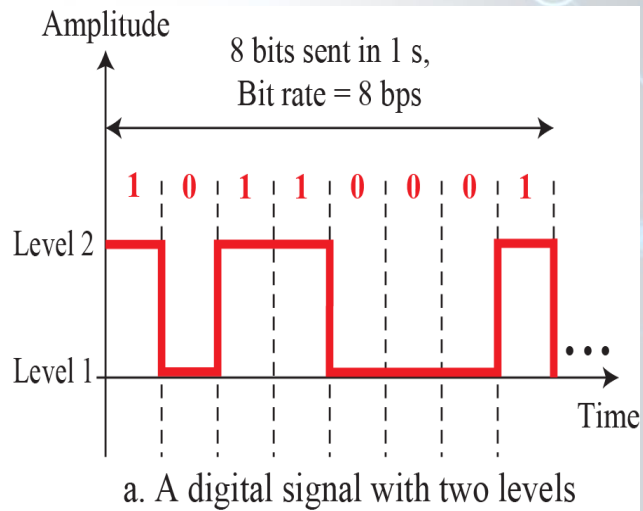 Amplitude
8 bits sent in 1 s,
Bit rate = 8 bps
1 0 1 1 0 0 0 1
Level 2
Level 1
...
Time
a. A digital signal with two levels